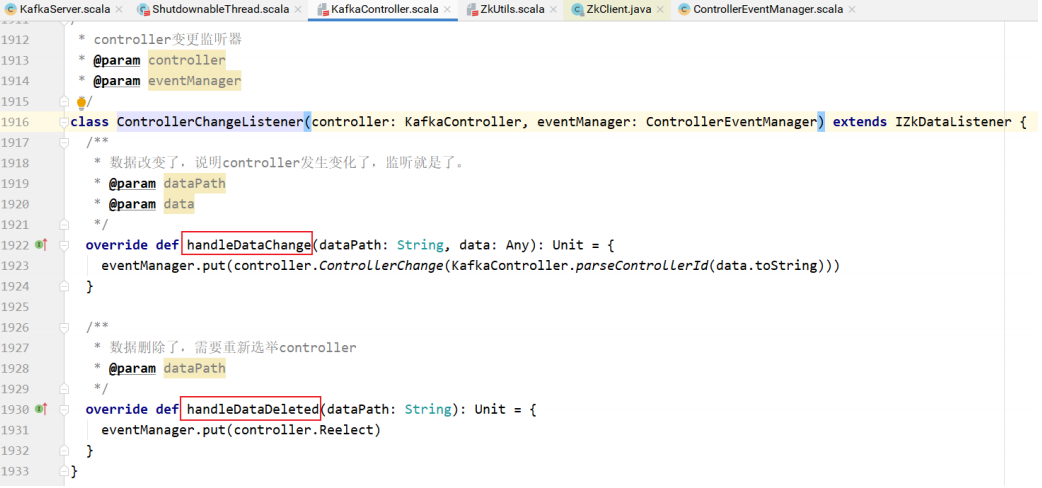 KafkaServer.scala ShutdownableThread.scala KafkaController.scala ZkUtils.scala ZkClient.java ControllerEventManager.scala
1912 * controller变更监听器
1913 * @param controller
1914 * @param eventManager
1915 */
1916 class ControllerChangeListener(controller: KafkaController, eventManager: ControllerEventManager) extends IZkDataListener {
1917 /**
1918 * 数据改变了，说明controller发生变化了，监听就是了。
1919 * @param dataPath
1920 * @param data
1921 */
1922 override def handleDataChange(dataPath: String, data: Any): Unit = {
1923 eventManager.put(controller.ControllerChange(KafkaController.parseControllerId(data.toString)))
1924 }
1925
1926 /**
1927 * 数据删除了，需要重新选举controller
1928 * @param dataPath
1929 */
1930 override def handleDataDeleted(dataPath: String): Unit = {
1931 eventManager.put(controller.Reelect)
1932 }
1933 }